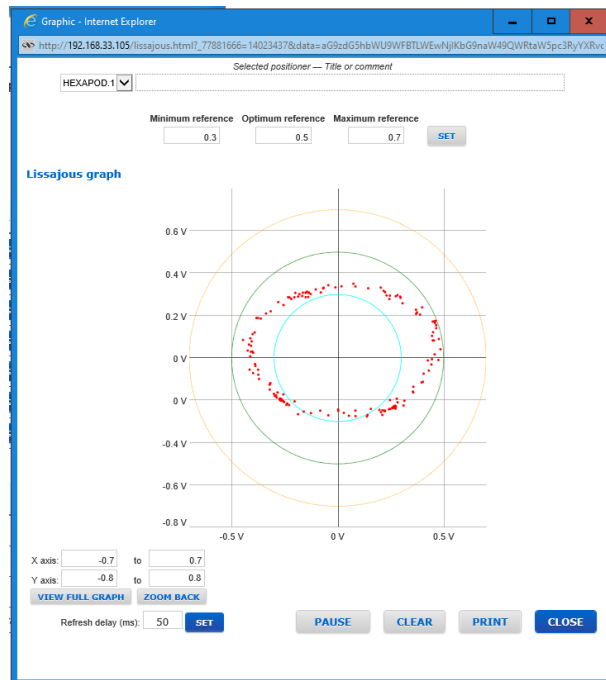 Graphic - Internet Explorer
http://192.168.33.105/lissajous.html?_77881666=14023437&data=aG9zdG5hbWU9WFBTLWEwNjlKbG9naW49QWRtaW5pc3RyYXRvc
Selected positioner — Title or comment
HEXAPOD.1
Minimum reference Optimum reference Maximum reference
0.3 0.5 0.7 SET
Lissajous graph
0.6 V
0.4 V
0.2 V
0 V
0 V
-0.4 V
-0.6 V
-0.8 V
-0.5 V 0 V 0.5 V
X axis: -0.7 to 0.7
Y axis: -0.8 to 0.8
VIEW FULL GRAPH ZOOM BACK
Refresh delay (ms): 50 SET PAUSE CLEAR PRINT CLOSE